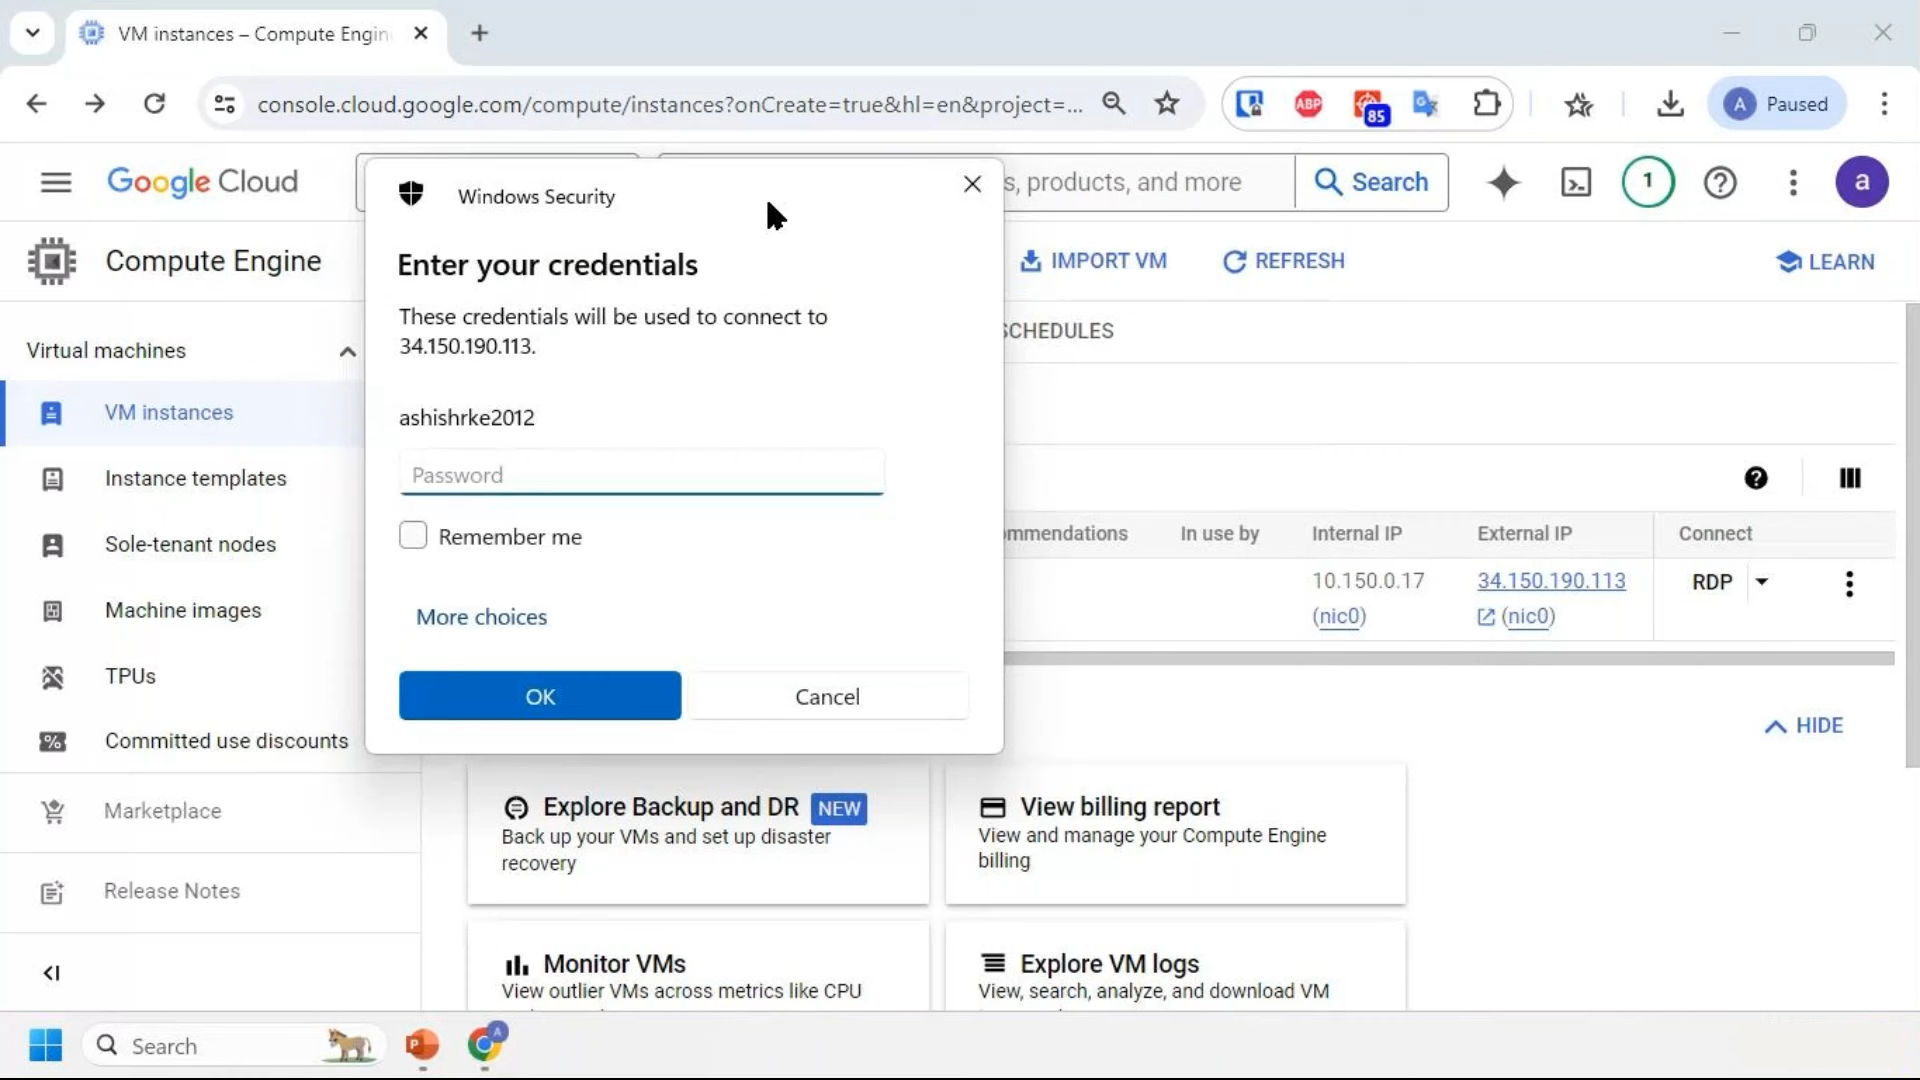 VM instances – Compute Engin
console.cloud.google.com/compute/instances?onCreate=true&hl=en&project=...
ABP
85
A Paused
Google Cloud
s, products, and more
Search
1
a
Compute Engine
IMPORT VM
REFRESH
LEARN
SCHEDULES
Virtual machines
VM instances
Instance templates
Sole-tenant nodes
Machine images
TPUs
Committed use discounts
Marketplace
Release Notes
Windows Security
Enter your credentials
These credentials will be used to connect to
34.150.190.113.
ashishrke2012
Password
Remember me
More choices
OK
Cancel
mmendations
In use by
Internal IP
External IP
Connect
10.150.0.17
(nic0)
34.150.190.113
(nic0)
RDP
HIDE
Explore Backup and DR NEW
Back up your VMs and set up disaster
recovery
View billing report
View and manage your Compute Engine
billing
Monitor VMs
View outlier VMs across metrics like CPU
Explore VM logs
View, search, analyze, and download VM
Search
P
A